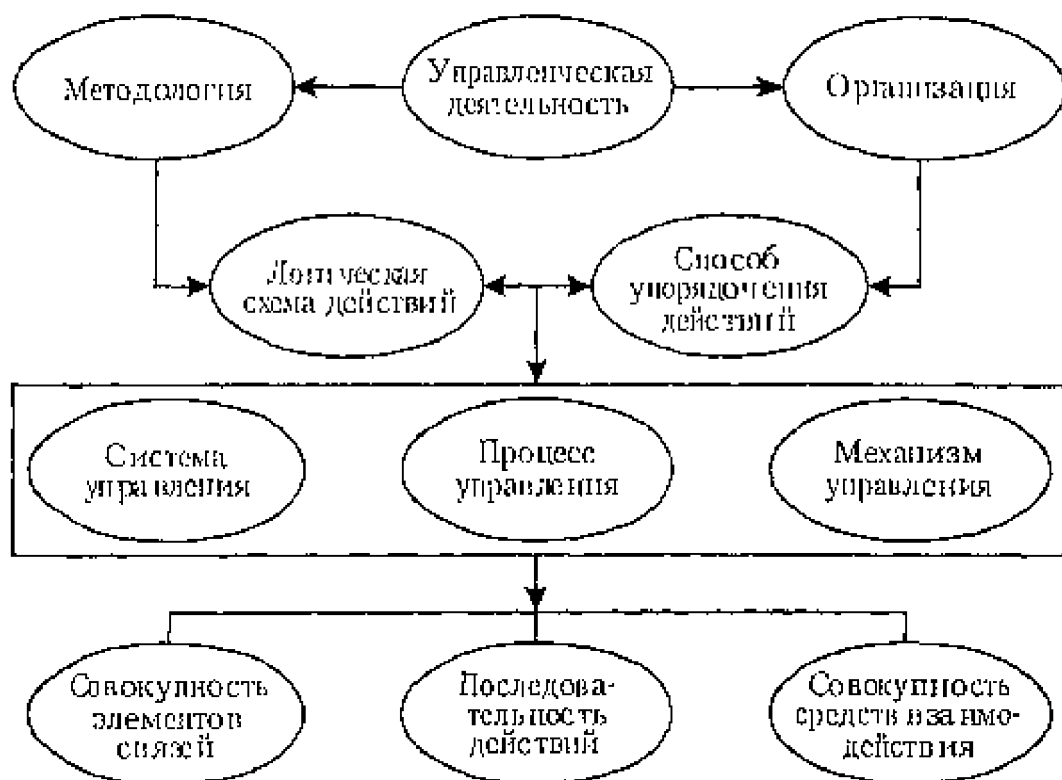 Методология
Управленческая
деятельность
Организация
Логическая
схема действий
Способ
упорядочения
действий
Система
управления
Процесс
управления
Механизм
управления
Совокупность
элементов
связей
Последова-
тельность
действий
Совокупность
средств взаимо-
действия